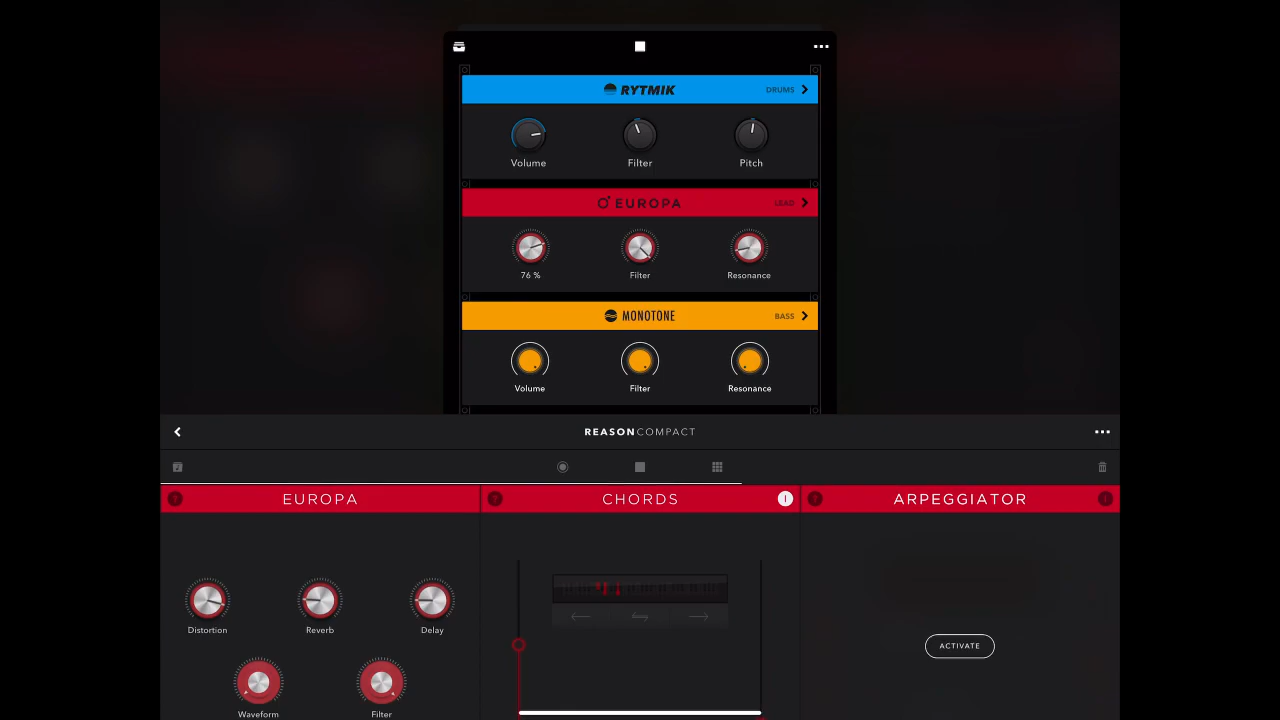 RYTMIK
DRUMS
Volume
Filter
Pitch
EUROPA
LEAD
76 %
Filter
Resonance
MONOTONE
BASS
Volume
Filter
Resonance
REASONCOMPACT
? EUROPA
? CHORDS
? ARPEGGIATOR
Distortion
Reverb
Delay
ACTIVATE
Waveform
Filter